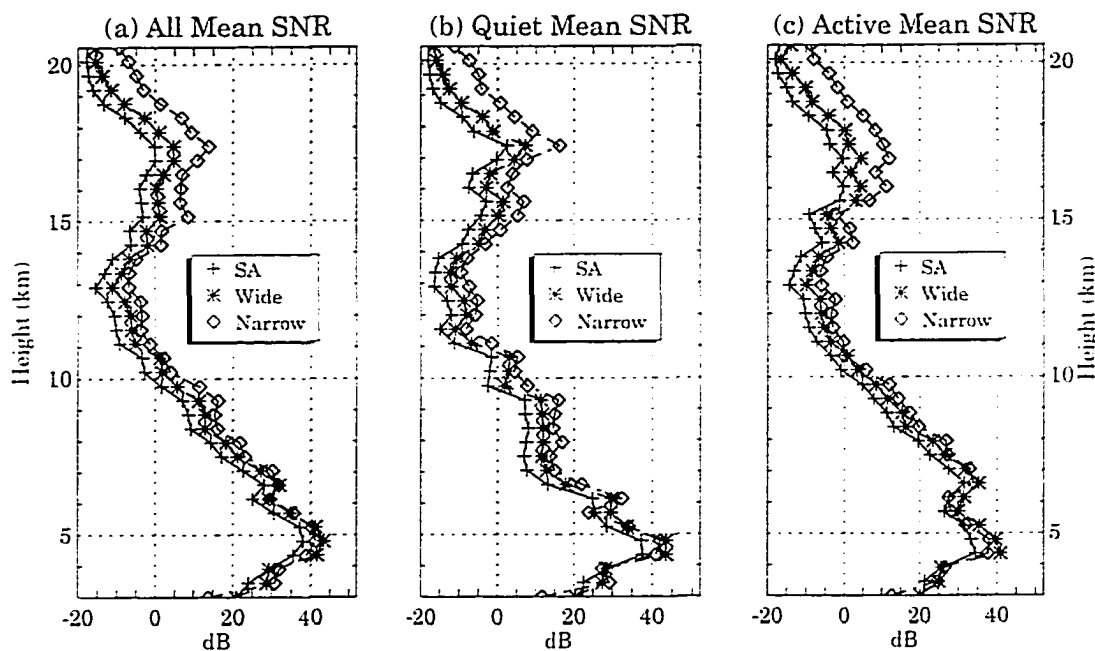 (a) All Mean SNR
(b) Quiet Mean SNR
(c) Active Mean SNR
20
15
10
5
Height (km)
+ SA
* Wide
◇ Narrow
-20 0 20 40
dB
– SA
* Wide
◇ Narrow
-20 0 20 40
dB
+ SA
* Wide
◇ Narrow
-20 0 20 40
dB
20
15
10
5
Height (km)